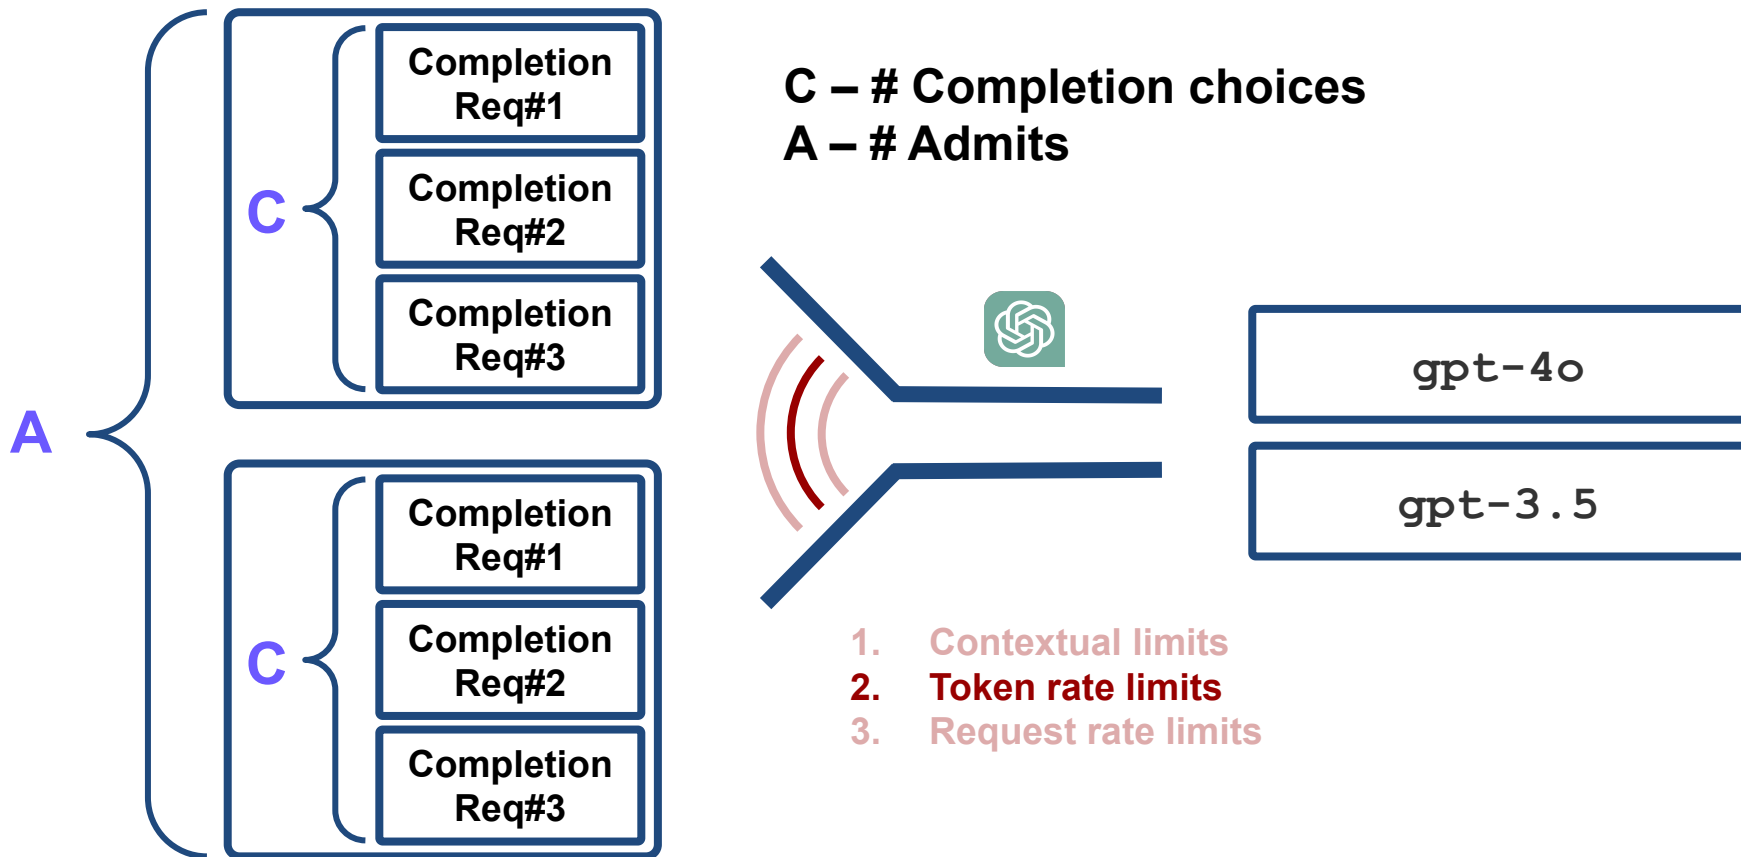 A
C
Completion
Req#1
Completion
Req#2
Completion
Req#3
C
Completion
Req#1
Completion
Req#2
Completion
Req#3
C – # Completion choices
A – # Admits
1. Contextual limits
2. Token rate limits
3. Request rate limits
gpt-4o
gpt-3.5